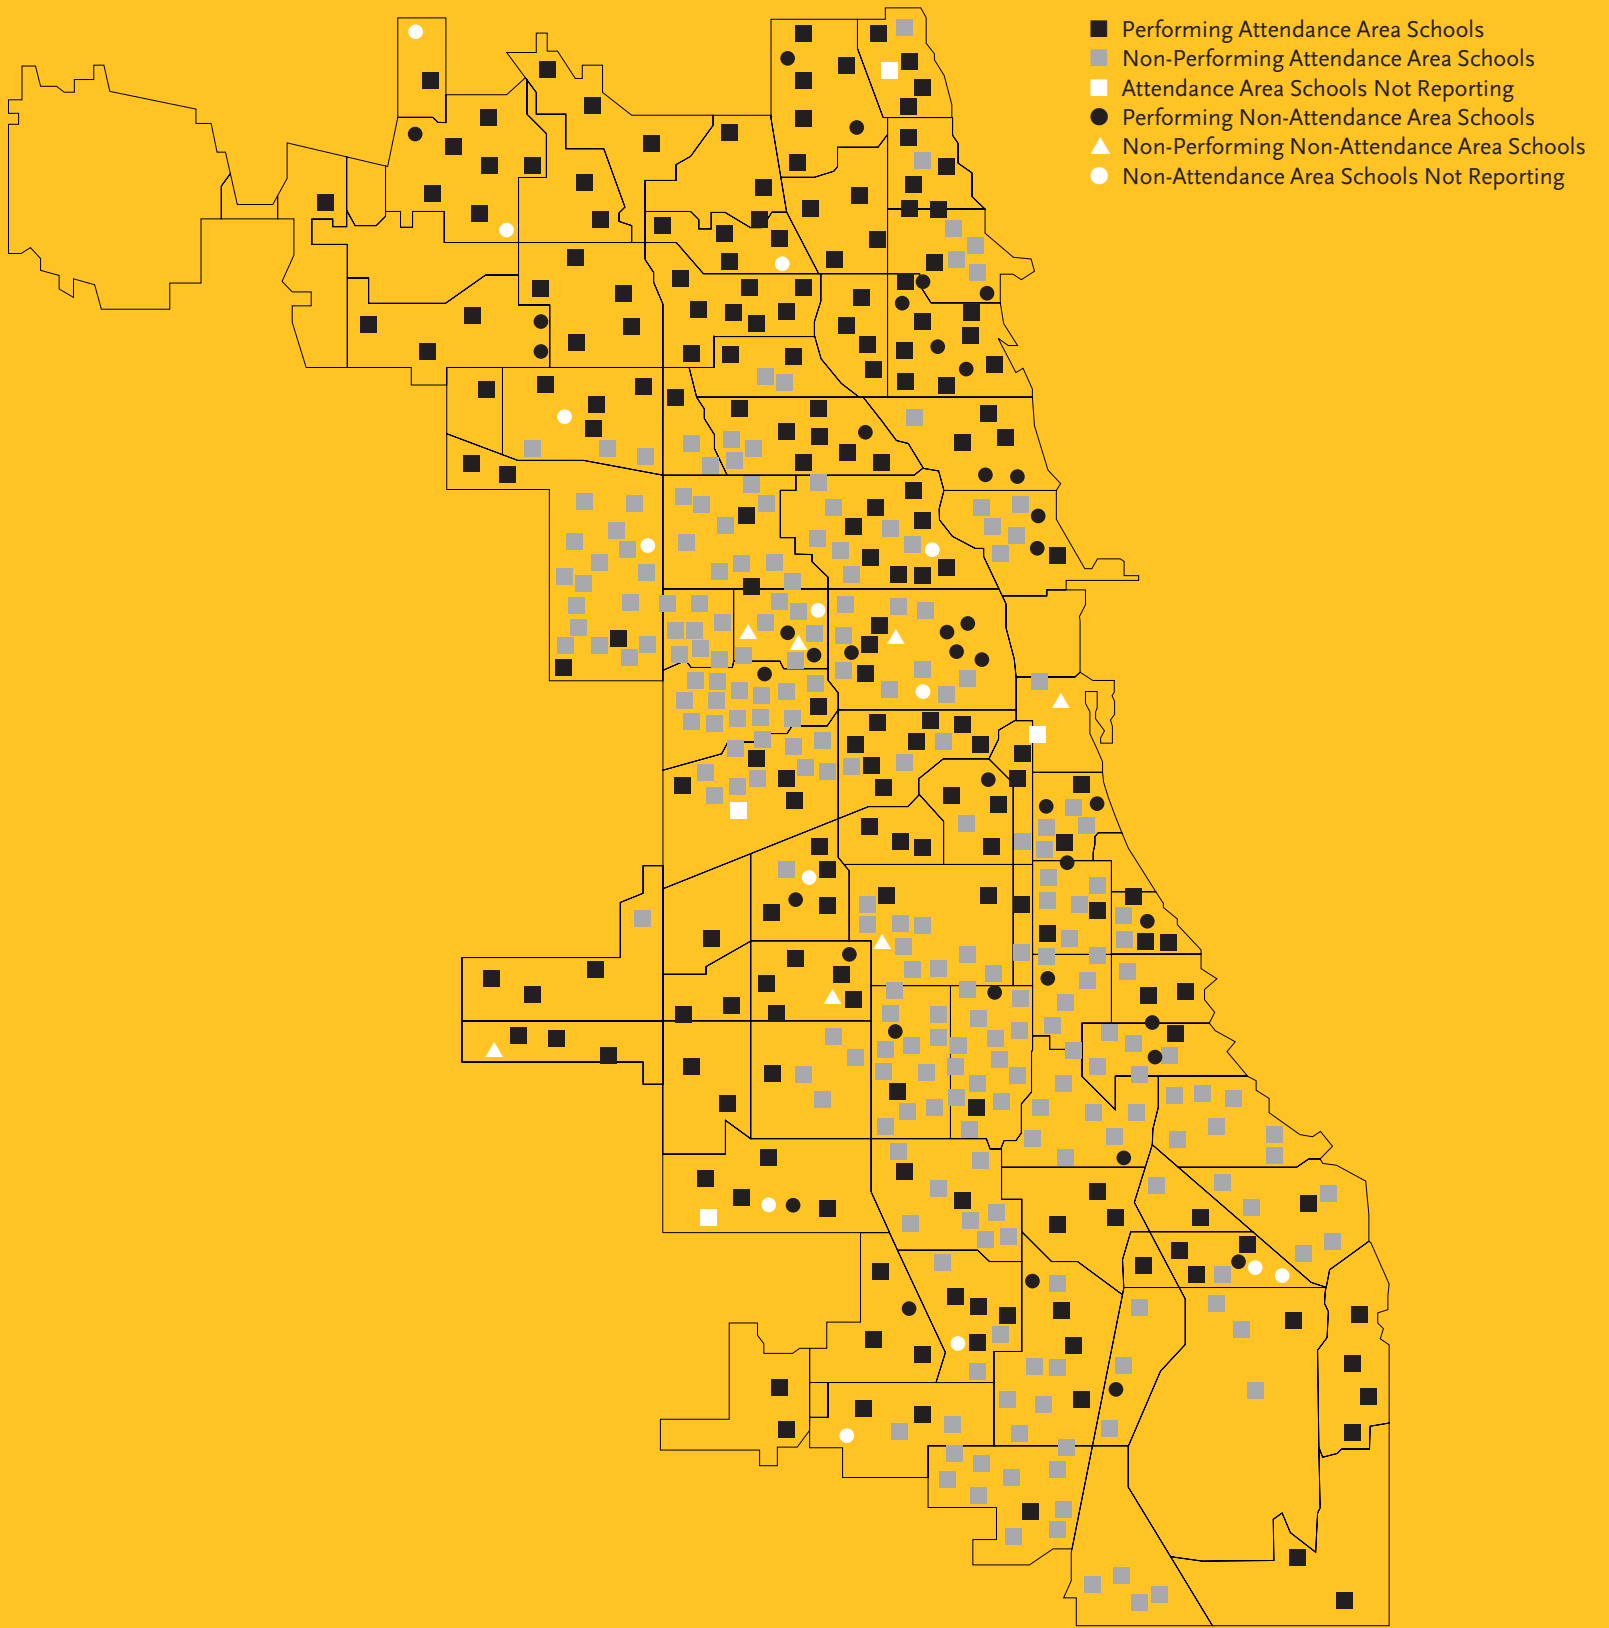 Performing Attendance Area Schools
Non-Performing Attendance Area Schools
Attendance Area Schools Not Reporting
Performing Non-Attendance Area Schools
Non-Performing Non-Attendance Area Schools
Non-Attendance Area Schools Not Reporting